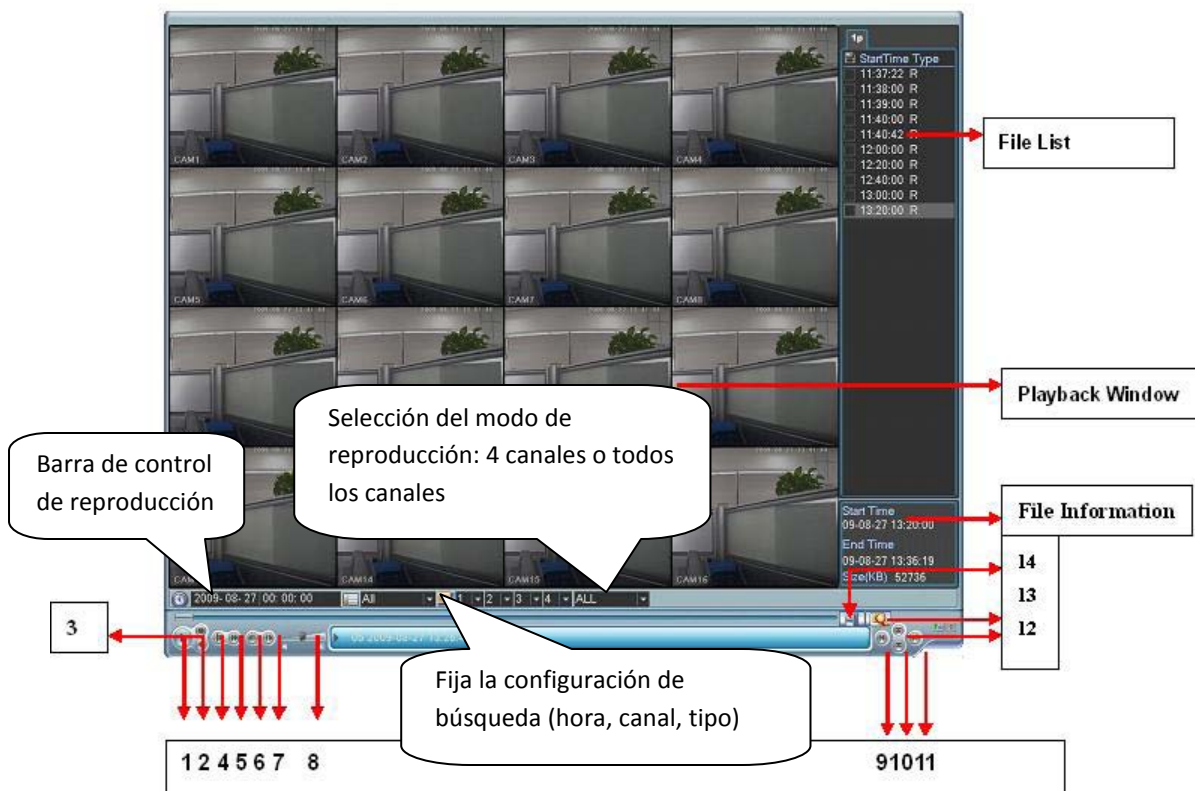 1p
StartTime Type
11:37:22 R
11:38:00 R
11:39:00 R
11:40:00 R
11:40:42 R
12:00:00 R
12:20:00 R
12:40:00 R
13:00:00 R
13:20:00 R
File List
CAM1
CAM2
CAM3
CAM4
CAM5
CAM6
CAM7
CAM8
Playback Window
Selección del modo de
reproducción: 4 canales o todos
los canales
Barra de control
de reproducción
CAM14
CAM15
CAM16
Start Time
09-08-27 13:20:00
End Time
09-08-27 13:36:19
Size(KB) 52736
File Information
14
13
12
2009-08-27 00:00:00
All
1 2 3 4 ALL
3
Fija la configuración de
búsqueda (hora, canal, tipo)
1 2 4 5 6 7 8
91011